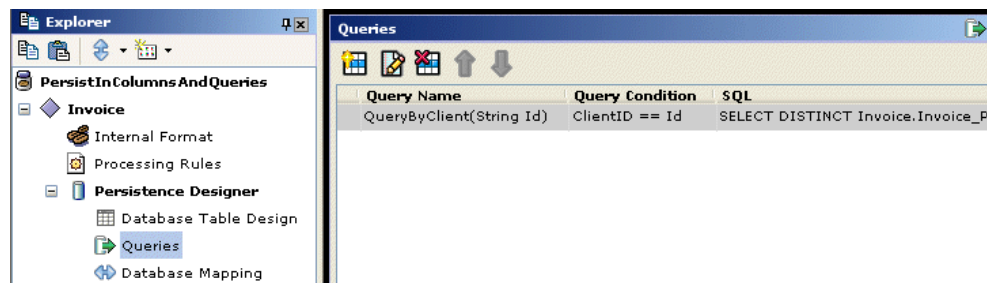 Explorer
PersistInColumnsAndQueries
Invoice
Internal Format
Processing Rules
Persistence Designer
Database Table Design
Queries
Database Mapping
Queries
Query Name Query Condition SQL
QueryByClient(String Id) ClientID == Id SELECT DISTINCT Invoice.Invoice_P